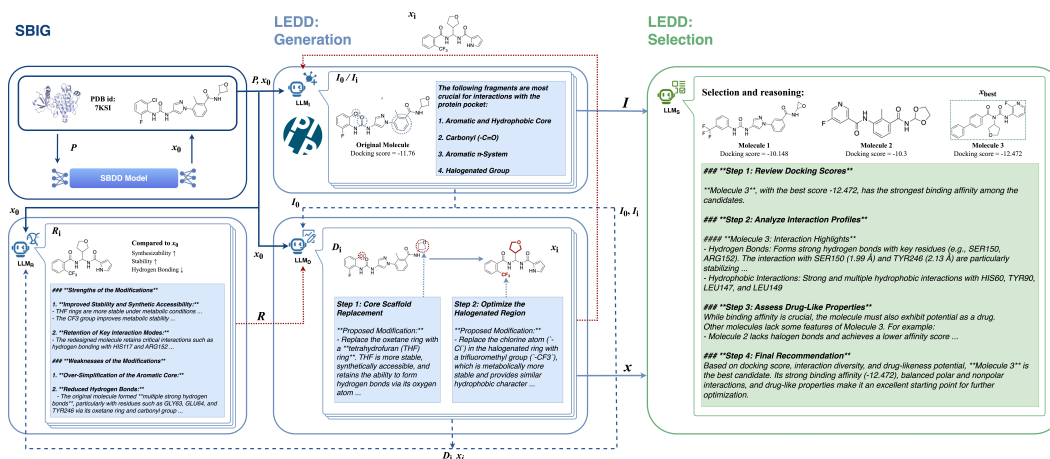 SBIG
LEDD:
Generation
LEDD:
Selection
x_i
PDB id:
7KSI
P
x_0
SBDD Model
P, x_0
LLM_I
I_0 / I_i
Original Molecule
Docking score = -11.76
The following fragments are most
crucial for interactions with the
protein pocket:
1. Aromatic and Hydrophobic Core
2. Carbonyl (-C=O)
3. Aromatic π-System
4. Halogenated Group
I
x_0
I_0
I_0, I_i
LLM_R
R_i
Compared to x_0
Synthesizability ↑
Stability ↑
Hydrogen Bonding ↓
### **Strengths of the Modifications**
1. **Improved Stability and Synthetic Accessibility:**
- THF rings are more stable under metabolic conditions ...
- The CF3 group improves metabolic stability ...
2. **Retention of Key Interaction Modes:**
- The redesigned molecule retains critical interactions such as
hydrogen bonding with HIS117 and ARG152 ...
### **Weaknesses of the Modifications**
1. **Over-Simplification of the Aromatic Core:**
2. **Reduced Hydrogen Bonds:**
- The original molecule formed **multiple strong hydrogen
bonds**, particularly with residues such as GLY63, GLU64, and
TYR246 via its oxetane ring and carbonyl group ...
x_0
R
LLM_D
D_i
x_i
Step 1: Core Scaffold
Replacement
**Proposed Modification:**
- Replace the oxetane ring with
a **tetrahydrofuran (THF)
ring**. THF is more stable,
synthetically accessible, and
retains the ability to form
hydrogen bonds via its oxygen
atom ...
Step 2: Optimize the
Halogenated Region
**Proposed Modification:**
- Replace the chlorine atom (`-
Cl`) in the halogenated ring with
a trifluoromethyl group (`-CF3`),
which is metabolically more
stable and provides similar
hydrophobic character ...
x
D_i, x_i
LLM_S
Selection and reasoning:
x_best
Molecule 1
Docking score = -10.148
Molecule 2
Docking score = -10.3
Molecule 3
Docking score = -12.472
### **Step 1: Review Docking Scores**
**Molecule 3**, with the best score -12.472, has the strongest binding affinity among the
candidates.
### **Step 2: Analyze Interaction Profiles**
#### **Molecule 3: Interaction Highlights**
- Hydrogen Bonds: Forms strong hydrogen bonds with key residues (e.g., SER150,
ARG152). The interaction with SER150 (1.99 Å) and TYR246 (2.13 Å) are particularly
stabilizing ...
- Hydrophobic Interactions: Strong and multiple hydrophobic interactions with HIS60, TYR90,
LEU147, and LEU149
### **Step 3: Assess Drug-Like Properties**
While binding affinity is crucial, the molecule must also exhibit potential as a drug.
Other molecules lack some features of Molecule 3. For example:
- Molecule 2 lacks halogen bonds and achieves a lower affinity score ...
### **Step 4: Final Recommendation**
Based on docking score, interaction diversity, and drug-likeness potential, **Molecule 3** is
the best candidate. Its strong binding affinity (-12.472), balanced polar and nonpolar
interactions, and drug-like properties make it an excellent starting point for further
optimization.